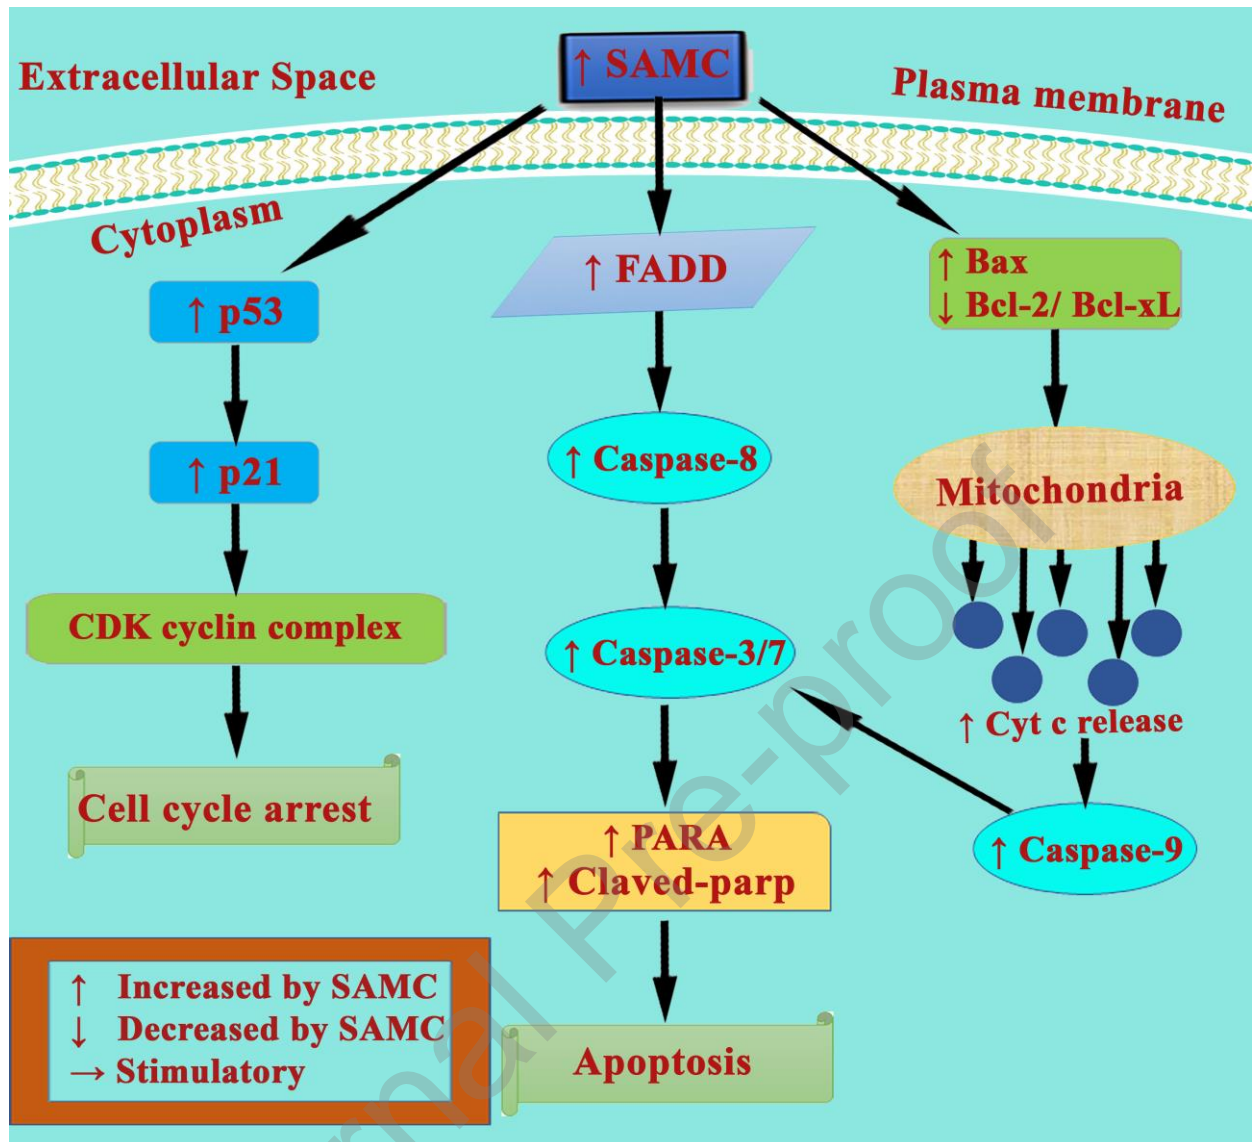 ↑ SAMC
Extracellular Space
Plasma membrane
Cytoplasm
↑ p53
↑ FADD
↑ Bax
↓ Bcl-2/ Bcl-xL
↑ p21
↑ Caspase-8
Mitochondria
CDK cyclin complex
↑ Caspase-3/7
↑ Cyt c release
Cell cycle arrest
↑ PARA
↑ Claved-parp
↑ Caspase-9
↑ Increased by SAMC
↓ Decreased by SAMC
→ Stimulatory
Apoptosis
rnal Pre-proof